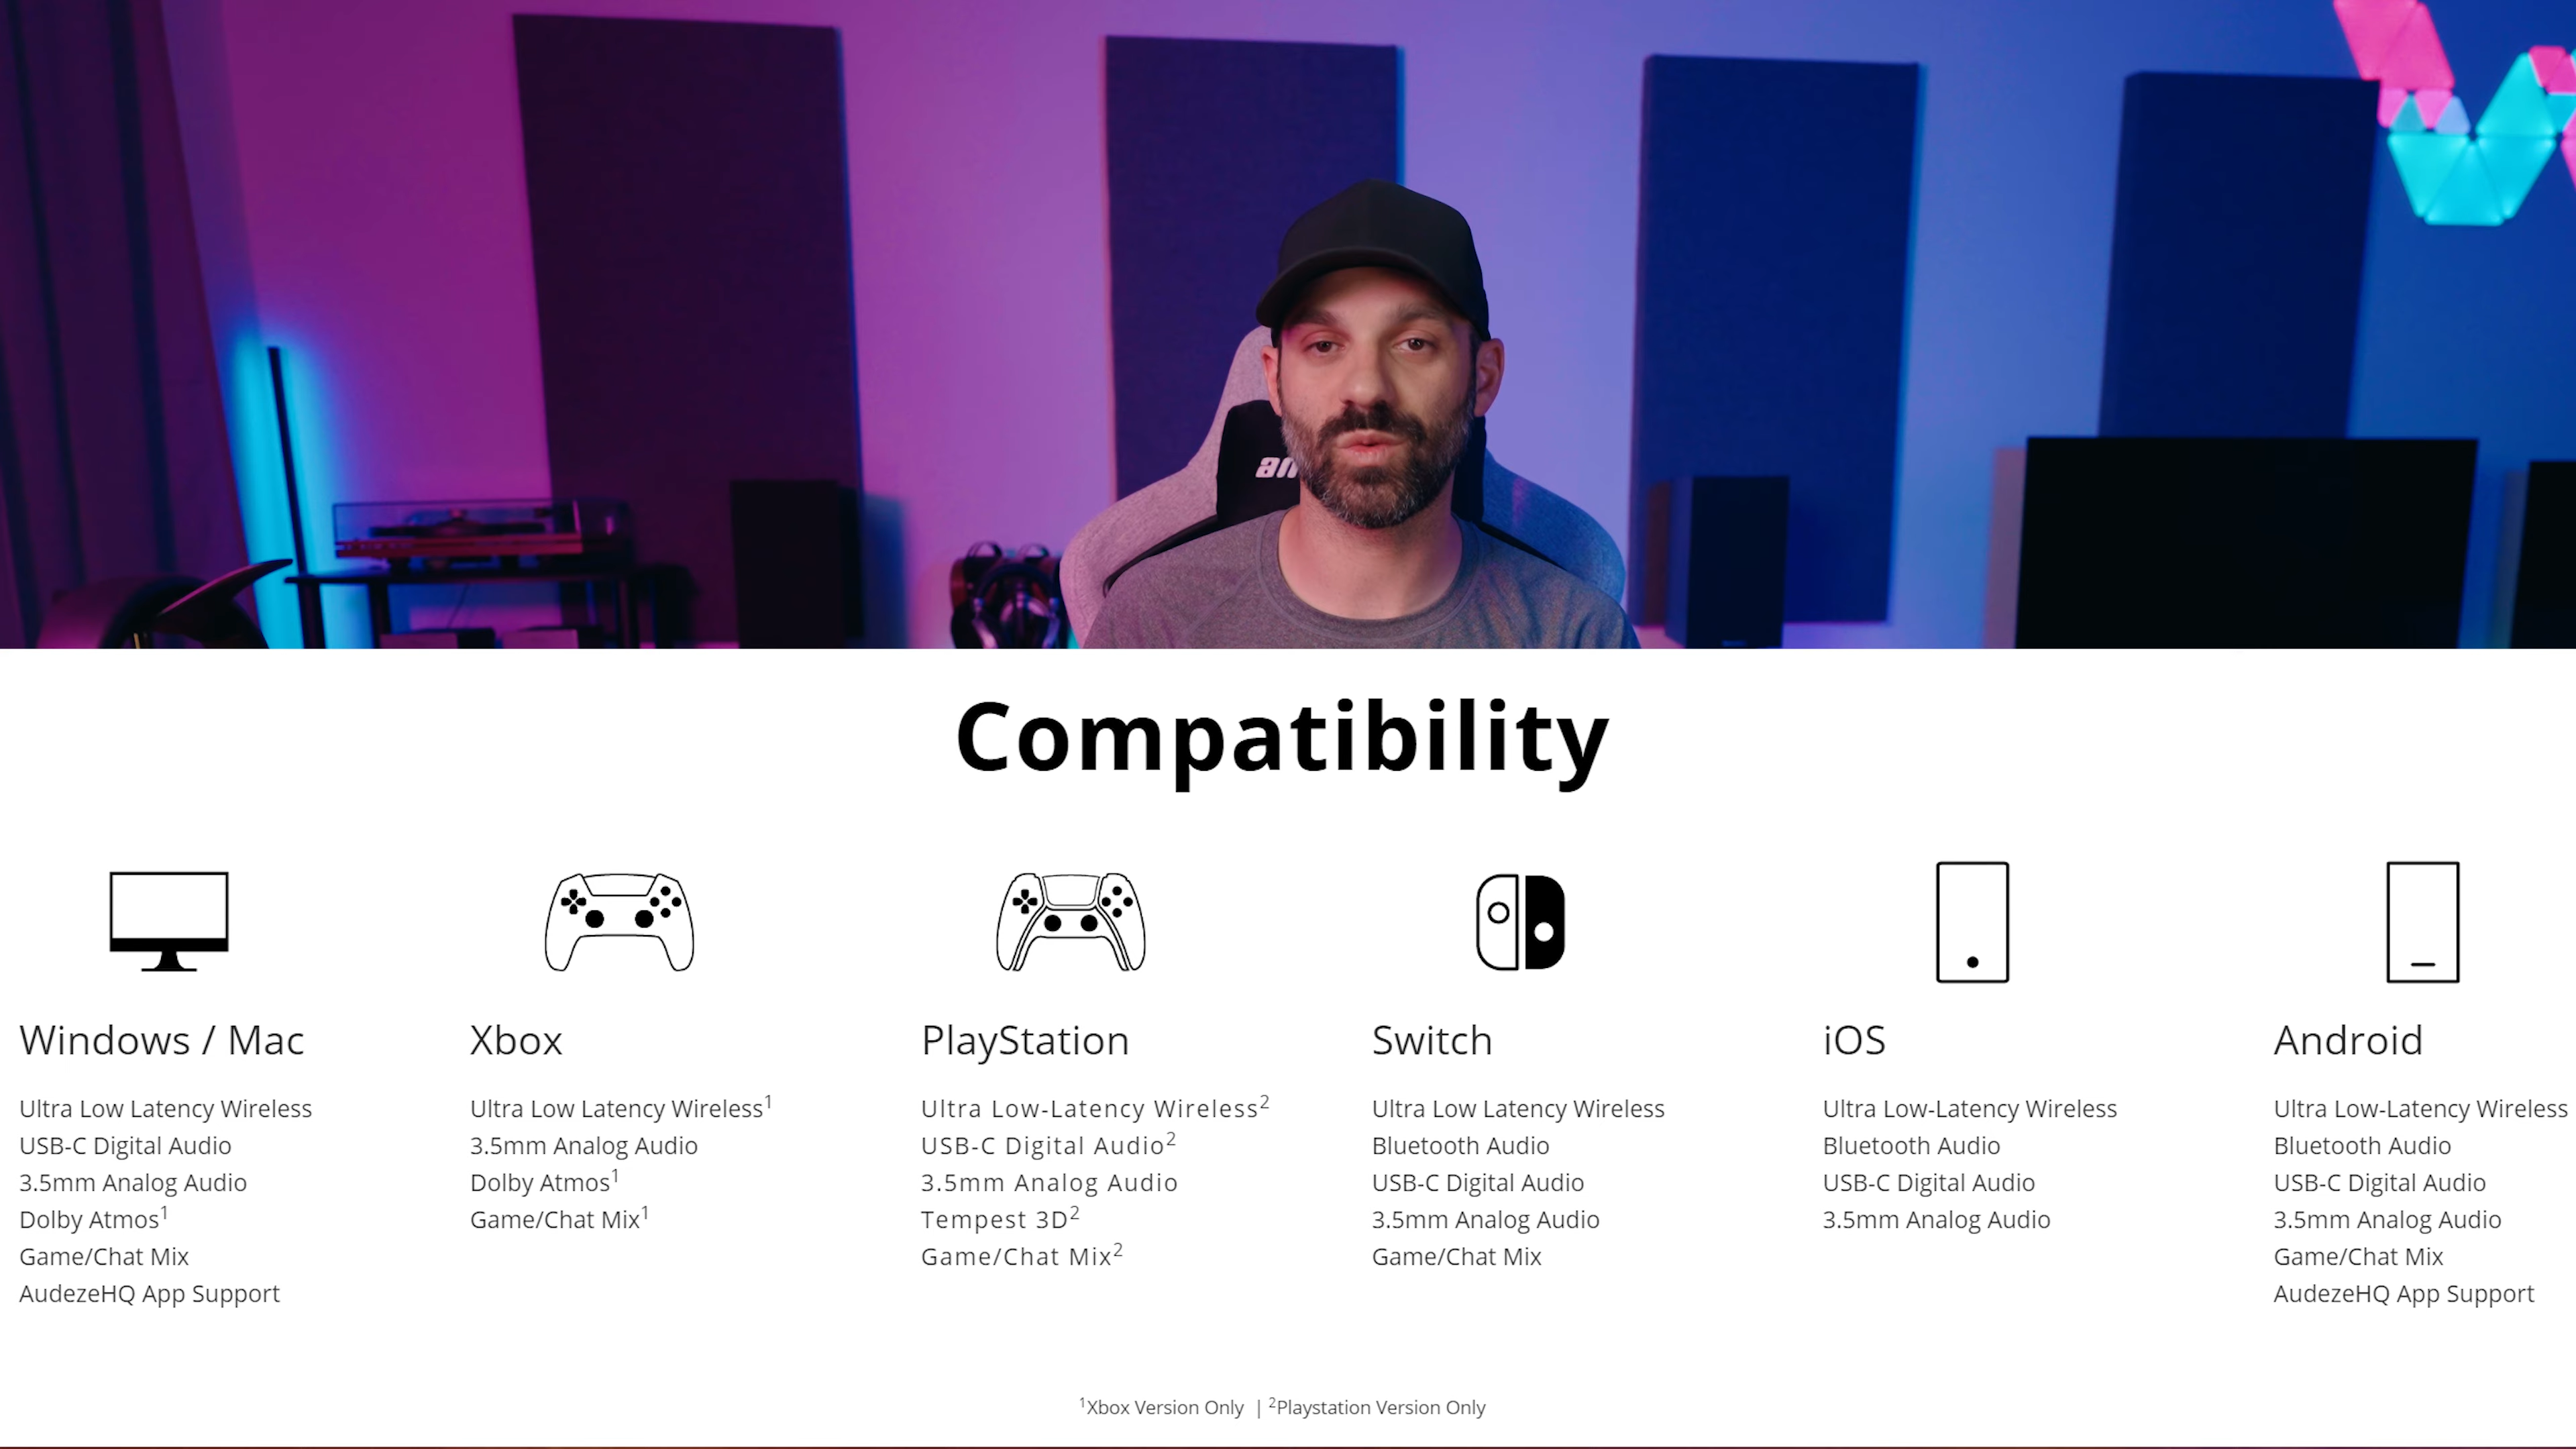 an
Compatibility
Windows / Mac
Ultra Low Latency Wireless
USB-C Digital Audio
3.5mm Analog Audio
Dolby Atmos¹
Game/Chat Mix
AudezeHQ App Support
Xbox
Ultra Low Latency Wireless¹
3.5mm Analog Audio
Dolby Atmos¹
Game/Chat Mix¹
PlayStation
Ultra Low-Latency Wireless²
USB-C Digital Audio²
3.5mm Analog Audio
Tempest 3D²
Game/Chat Mix²
Switch
Ultra Low Latency Wireless
Bluetooth Audio
USB-C Digital Audio
3.5mm Analog Audio
Game/Chat Mix
iOS
Ultra Low-Latency Wireless
Bluetooth Audio
USB-C Digital Audio
3.5mm Analog Audio
Android
Ultra Low-Latency Wireless
Bluetooth Audio
USB-C Digital Audio
3.5mm Analog Audio
Game/Chat Mix
AudezeHQ App Support
¹Xbox Version Only | ²Playstation Version Only